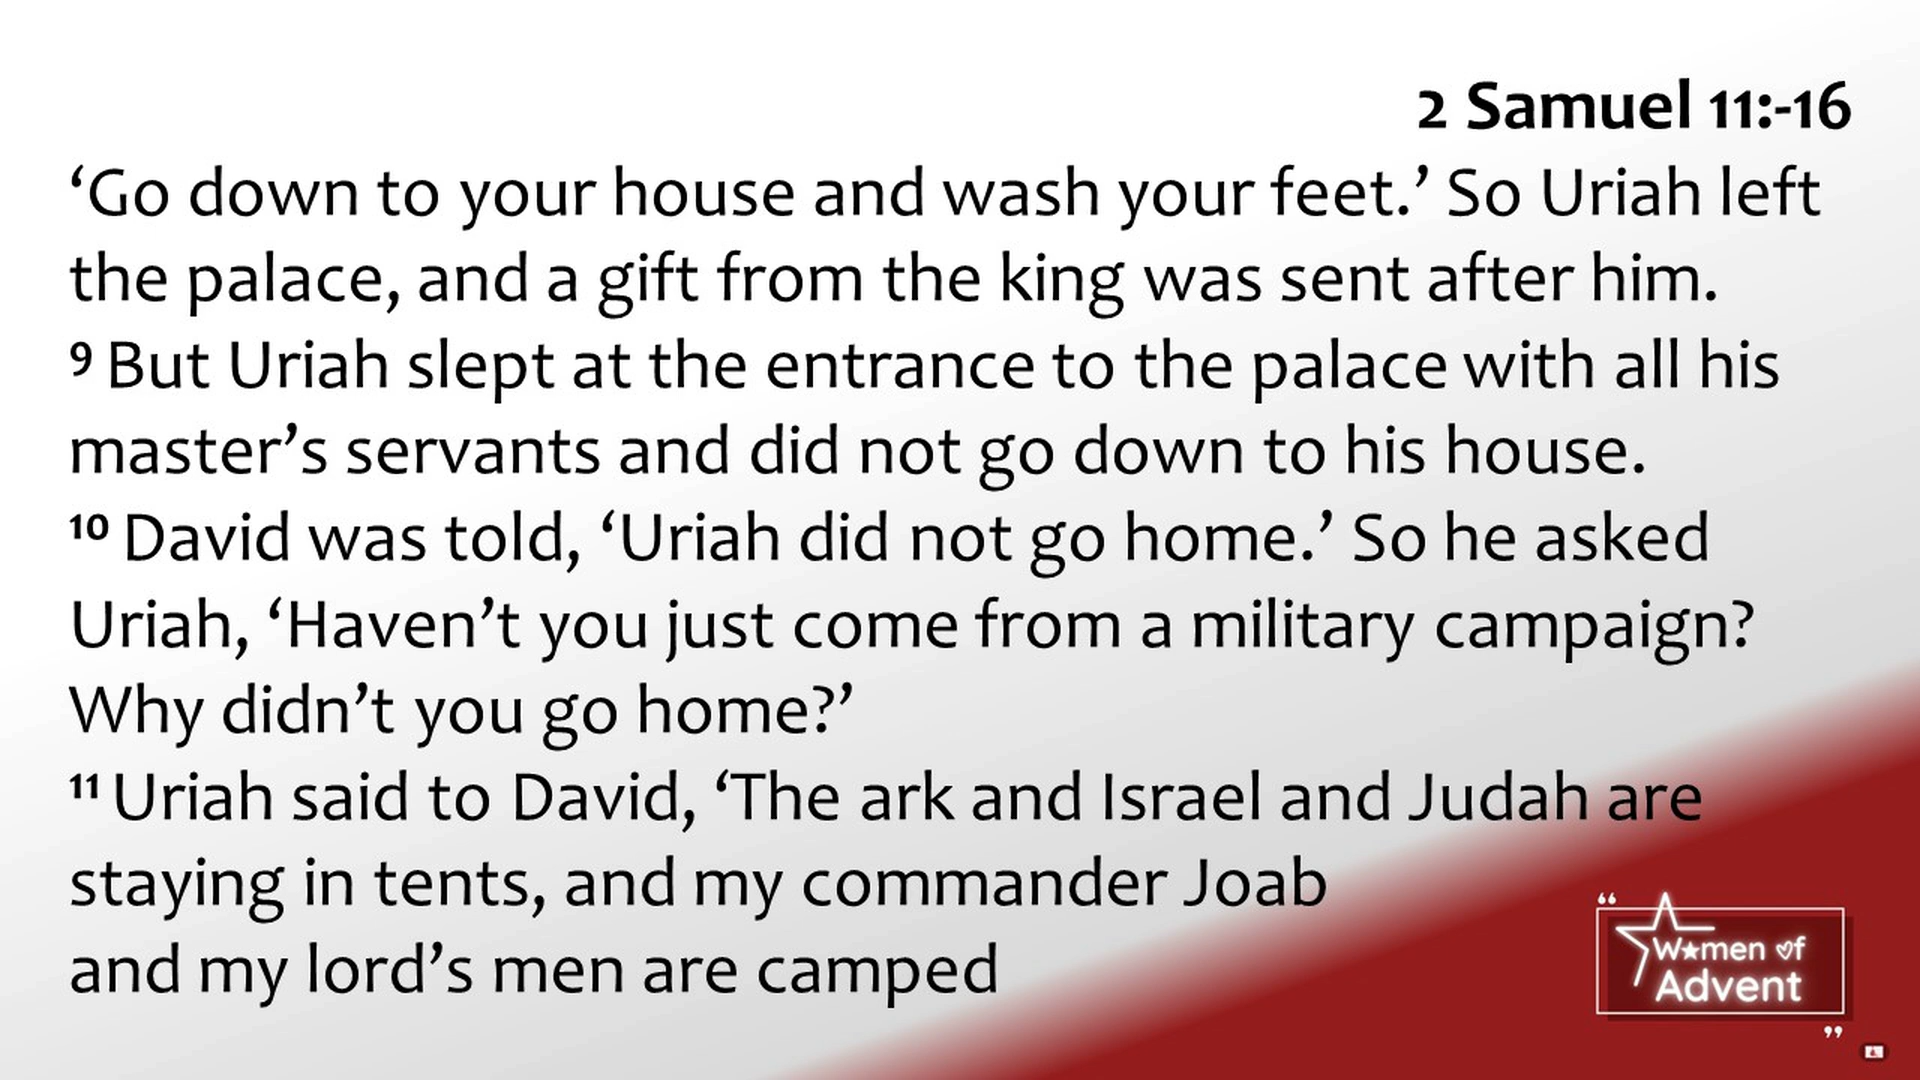 2 Samuel 11:-16
‘Go down to your house and wash your feet.’ So Uriah left
the palace, and a gift from the king was sent after him.
9 But Uriah slept at the entrance to the palace with all his
master’s servants and did not go down to his house.
10 David was told, ‘Uriah did not go home.’ So he asked
Uriah, ‘Haven’t you just come from a military campaign?
Why didn’t you go home?’
11 Uriah said to David, ‘The ark and Israel and Judah are
staying in tents, and my commander Joab
and my lord’s men are camped
“
Women of
Advent
”